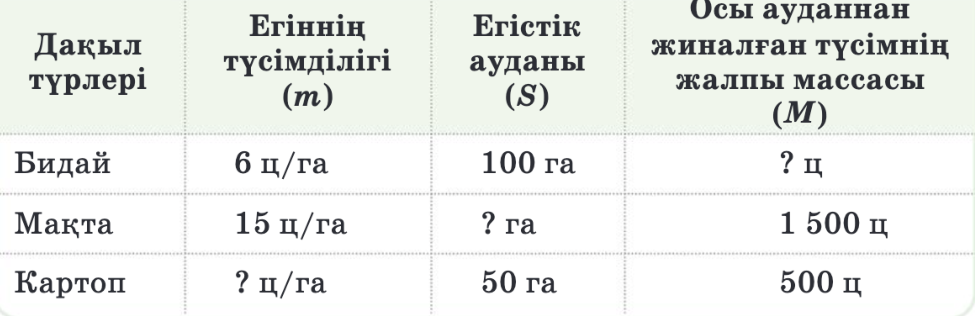 Дақыл
түрлері
Егіннің
түсімділігі
(m)
Егістік
ауданы
(S)
Осы ауданнан
жиналған түсімнің
жалпы массасы
(M)
Бидай 6 ц/га 100 га ? ц
Мақта 15 ц/га ? га 1 500 ц
Картоп ? ц/га 50 га 500 ц